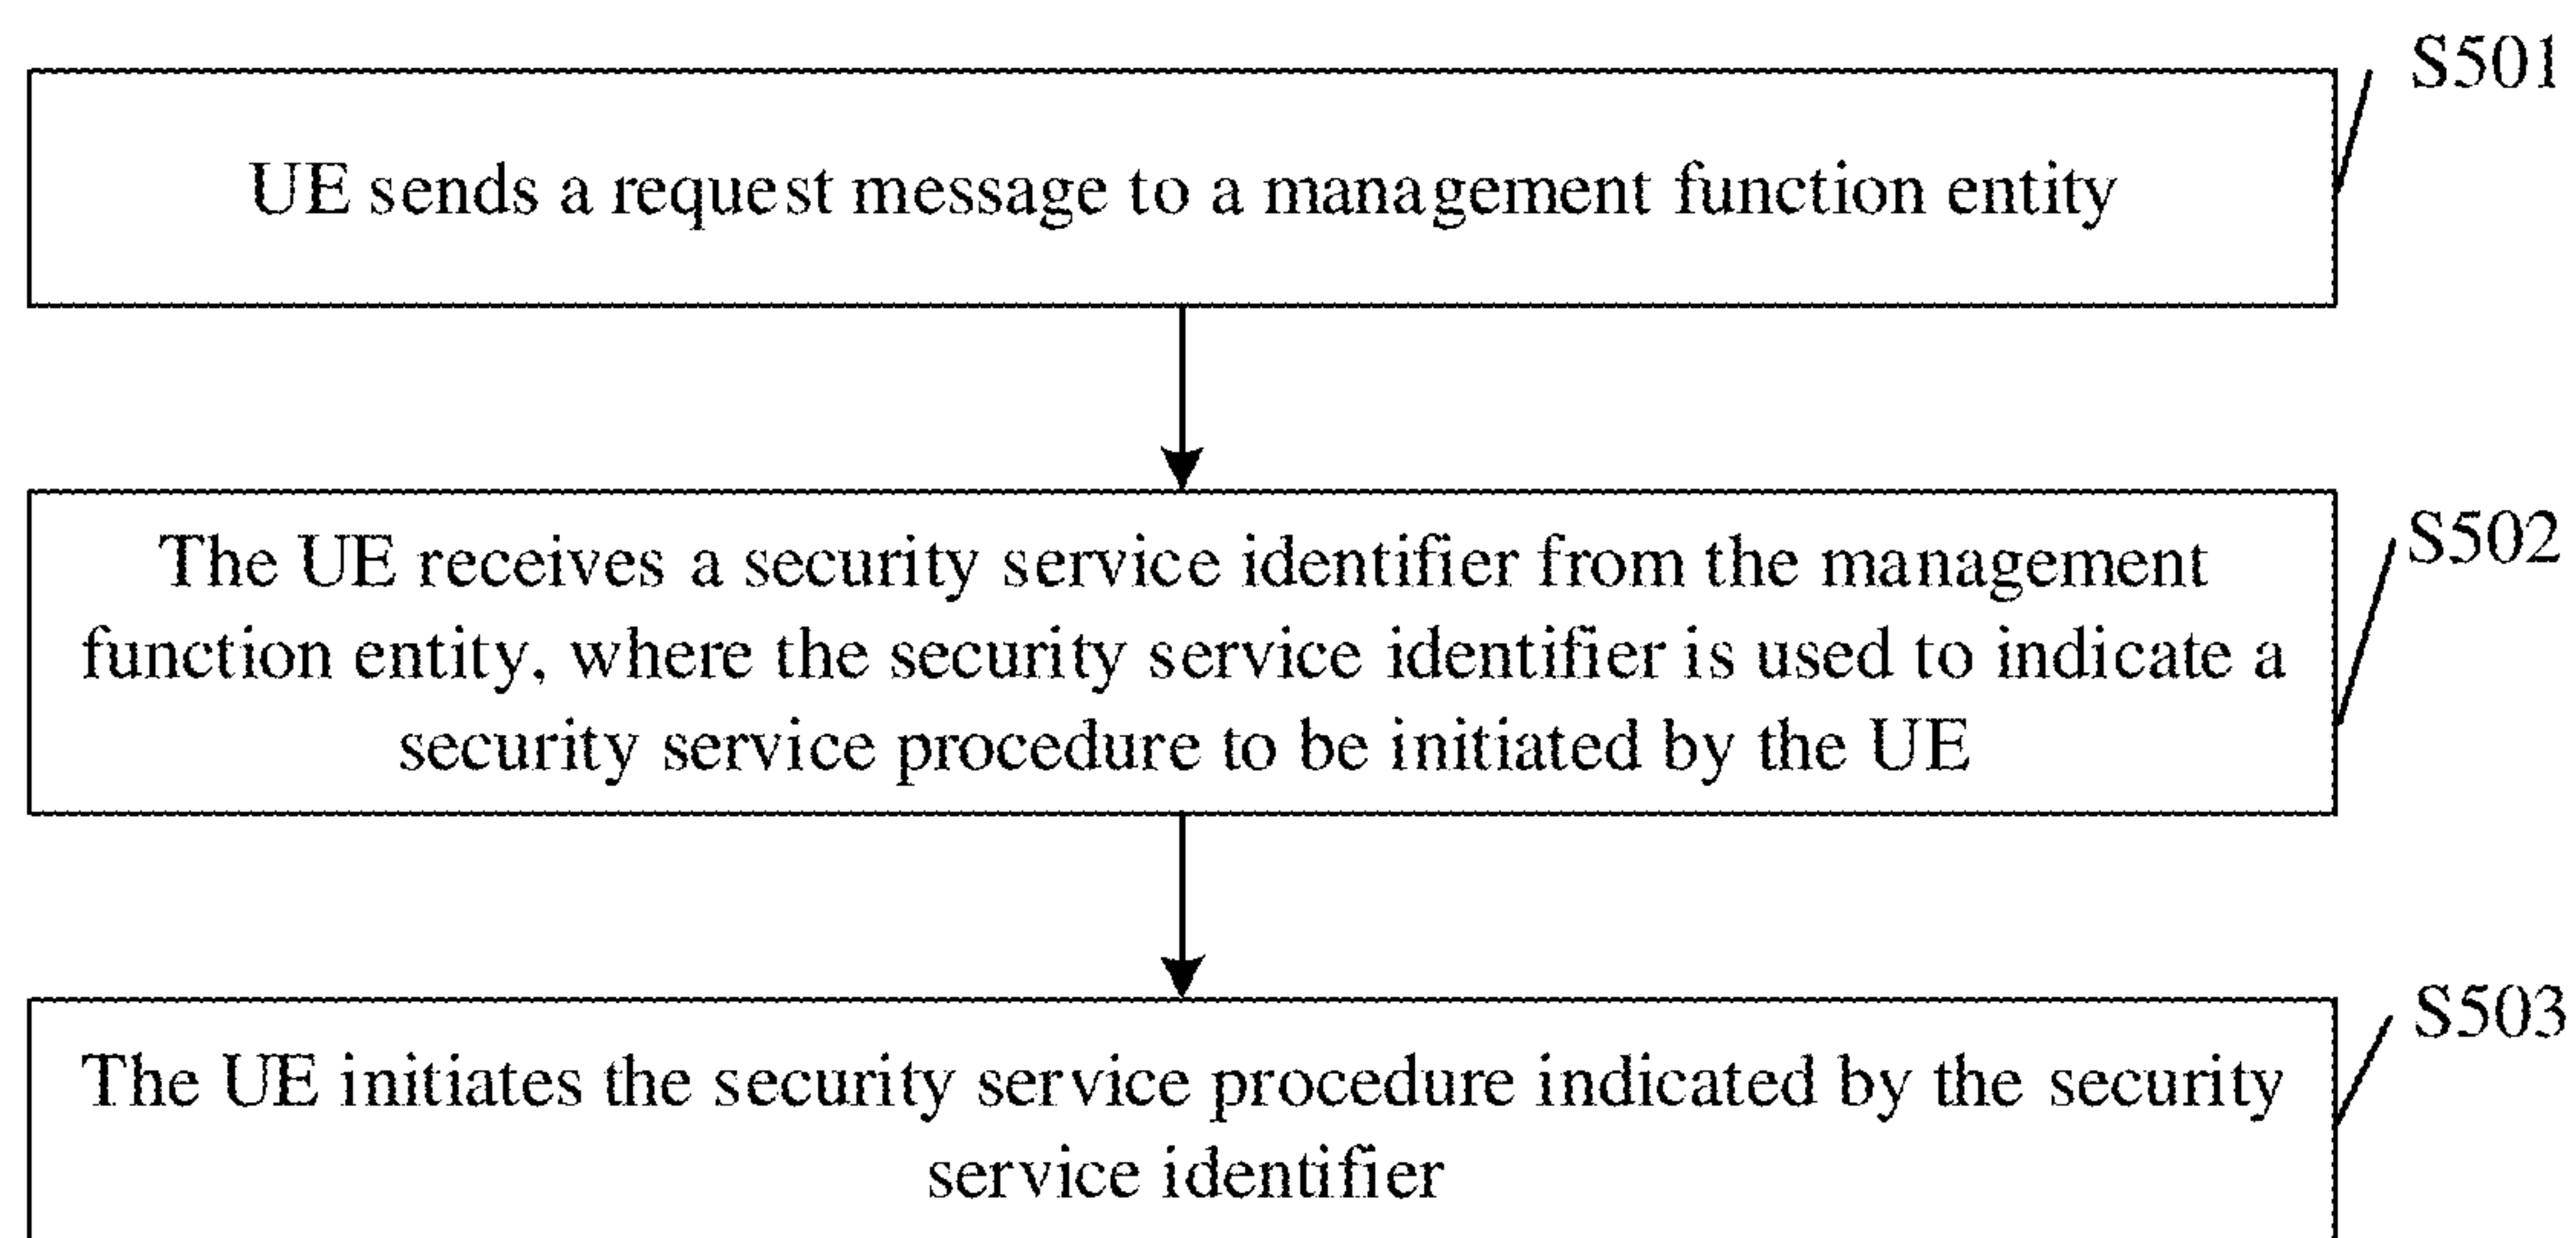 S501
UE sends a request message to a management function entity
S502
The UE receives a security service identifier from the management
function entity, where the security service identifier is used to indicate a
security service procedure to be initiated by the UE
S503
The UE initiates the security service procedure indicated by the security
service identifier